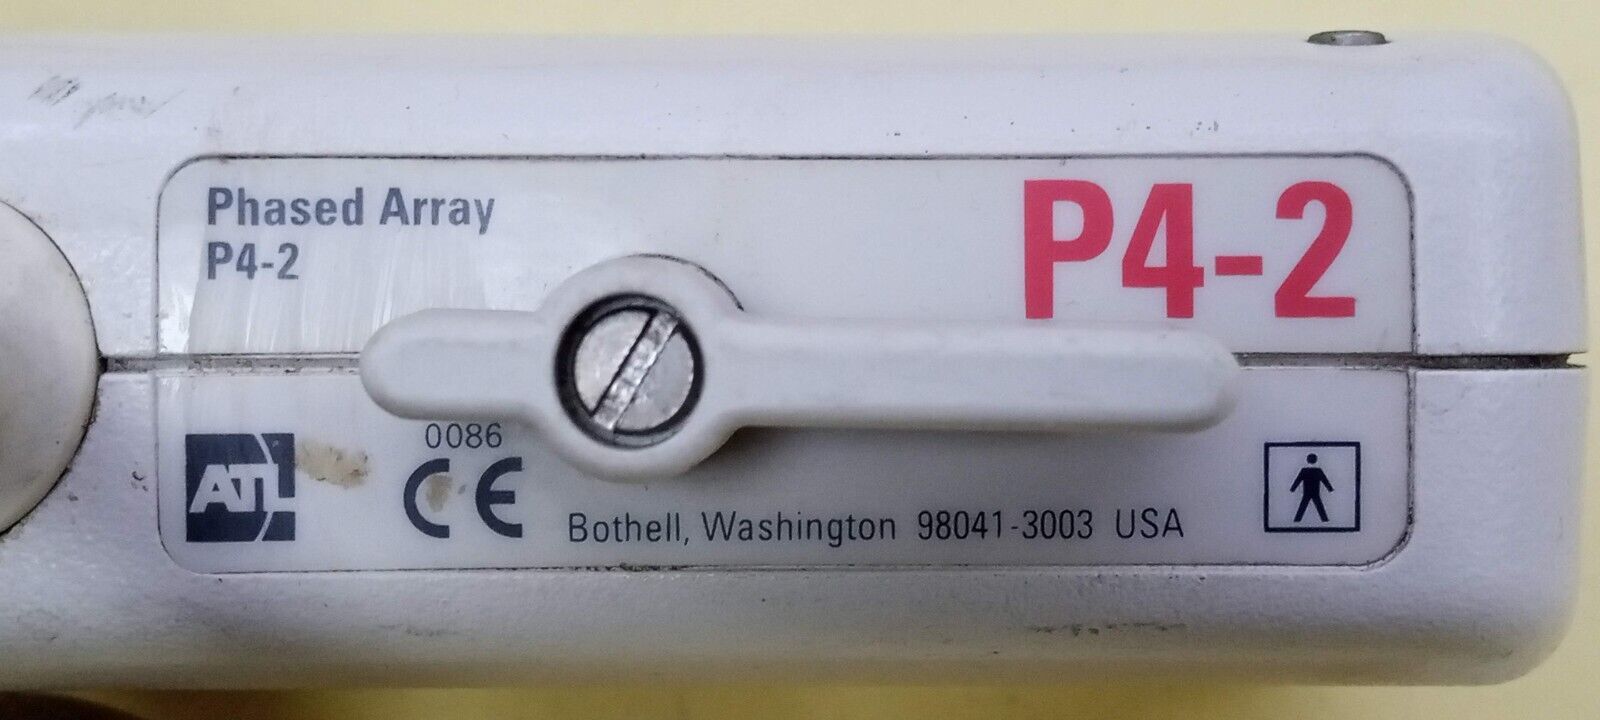 Phased Array
P4-2
P4-2
ATL
0086
CE
Bothell, Washington 98041-3003 USA